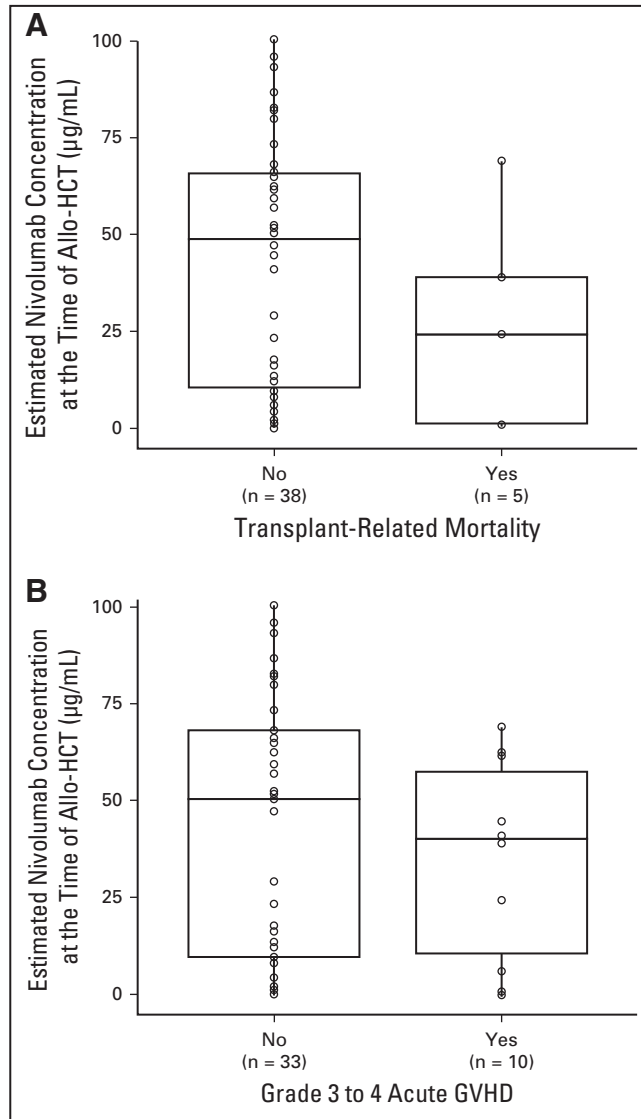 A
Estimated Nivolumab Concentration
at the Time of Allo-HCT (µg/mL)
100
75
50
25
0
No
(n = 38)
Yes
(n = 5)
Transplant-Related Mortality
B
Estimated Nivolumab Concentration
at the Time of Allo-HCT (µg/mL)
100
75
50
25
0
No
(n = 33)
Yes
(n = 10)
Grade 3 to 4 Acute GVHD